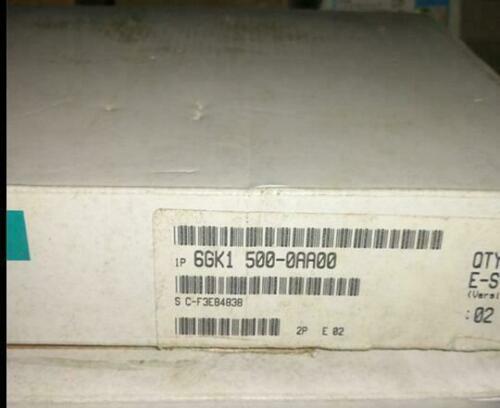 1P 6GK1 500-0AA00
QTY
E-S
(Versi
S C-F3E84838
:02
2P E 02